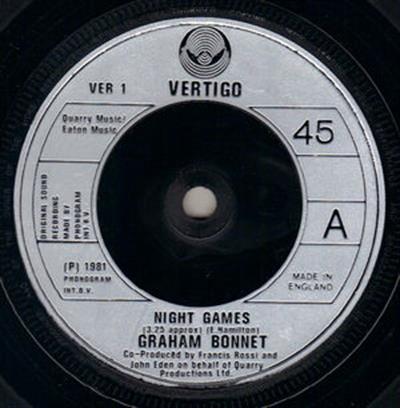 VER 1
VERTIGO
Quarry Music/
Eaton Music
45
ORIGINAL SOUND
RECORDING
MADE BY
PHONOGRAM
INT.B.V.
A
(P) 1981
PHONOGRAM
INT.B.V.
MADE IN
ENGLAND
NIGHT GAMES
(3.25 approx) (E.Hamilton)
GRAHAM BONNET
Co-Produced by Francis Rossi and
John Eden on behalf of Quarry
Productions Ltd.